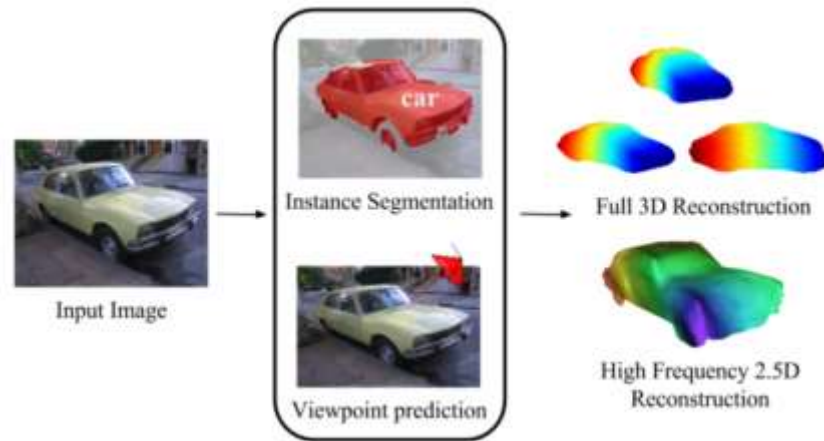 car
Instance Segmentation
Full 3D Reconstruction
Input Image
Viewpoint prediction
High Frequency 2.5D
Reconstruction